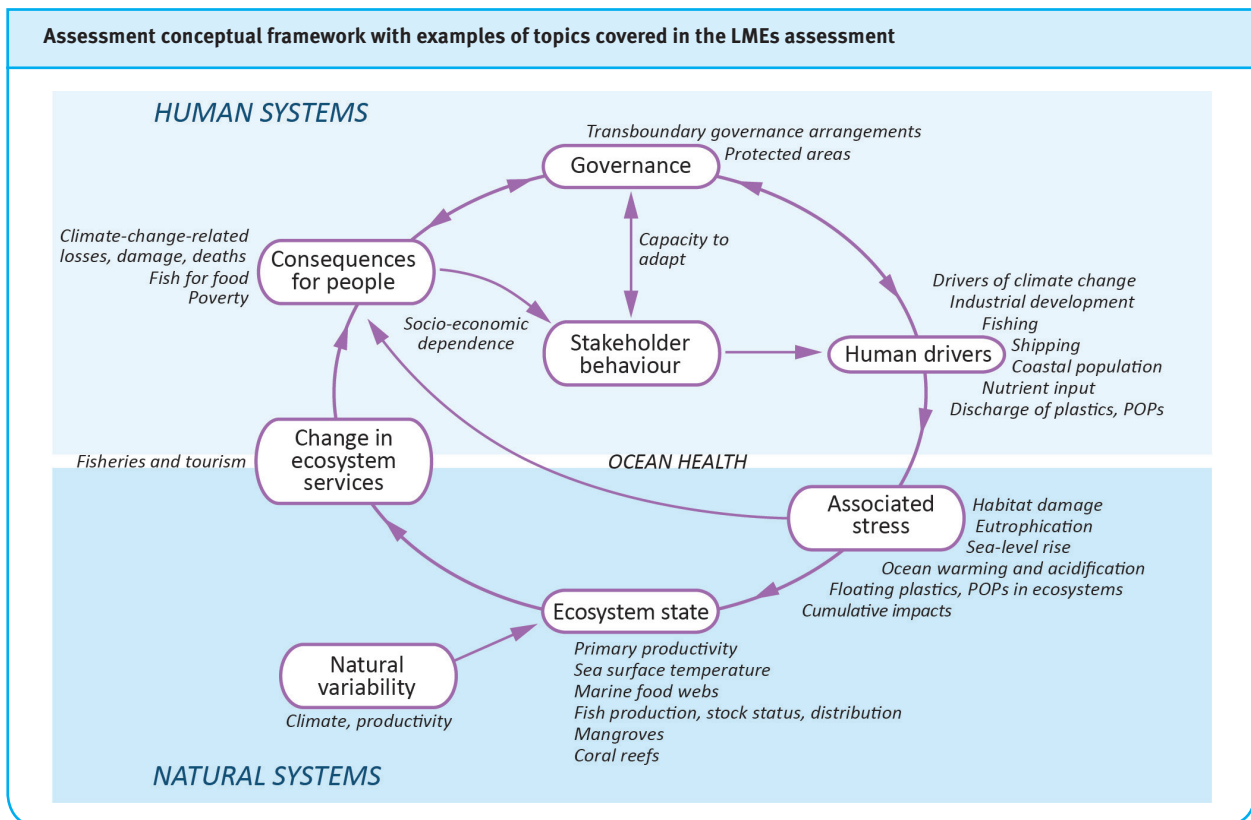 Assessment conceptual framework with examples of topics covered in the LMEs assessment
HUMAN SYSTEMS
Transboundary governance arrangements
Protected areas
Governance
Climate-change-related
losses, damage, deaths
Fish for food
Poverty
Consequences
for people
Capacity to
adapt
Socio-economic
dependence
Stakeholder
behaviour
Human drivers
Drivers of climate change
Industrial development
Fishing
Shipping
Coastal population
Nutrient input
Discharge of plastics, POPs
Fisheries and tourism
Change in
ecosystem
services
OCEAN HEALTH
Associated
stress
Habitat damage
Eutrophication
Sea-level rise
Ocean warming and acidification
Floating plastics, POPs in ecosystems
Cumulative impacts
Ecosystem state
Primary productivity
Sea surface temperature
Marine food webs
Fish production, stock status, distribution
Mangroves
Coral reefs
Natural
variability
Climate, productivity
NATURAL SYSTEMS